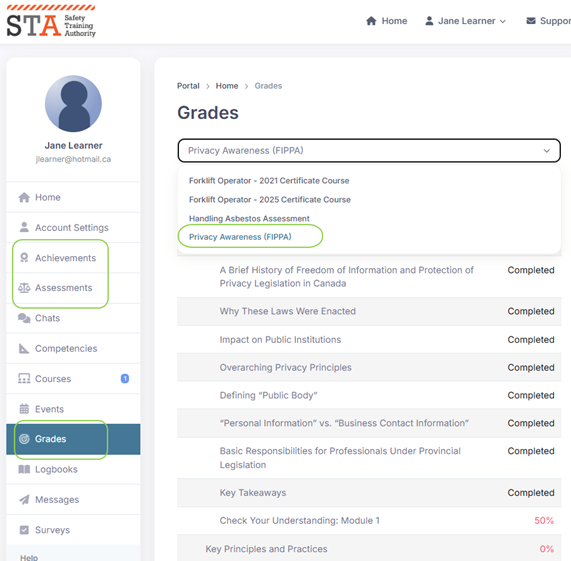 STA Safety
Training
Authority
Home
Jane Learner
Suppor
Jane Learner
jlearner@hotmail.ca
Home
Account Settings
Achievements
Assessments
Chats
Competencies
Courses 1
Events
Grades
Logbooks
Messages
Surveys
Help
Portal > Home > Grades
Grades
Privacy Awareness (FIPPA)
Forklift Operator - 2021 Certificate Course
Forklift Operator - 2025 Certificate Course
Handling Asbestos Assessment
Privacy Awareness (FIPPA)
A Brief History of Freedom of Information and Protection of Completed
Privacy Legislation in Canada
Why These Laws Were Enacted Completed
Impact on Public Institutions Completed
Overarching Privacy Principles Completed
Defining “Public Body” Completed
“Personal Information” vs. “Business Contact Information” Completed
Basic Responsibilities for Professionals Under Provincial Completed
Legislation
Key Takeaways Completed
Check Your Understanding: Module 1 50%
Key Principles and Practices 0%